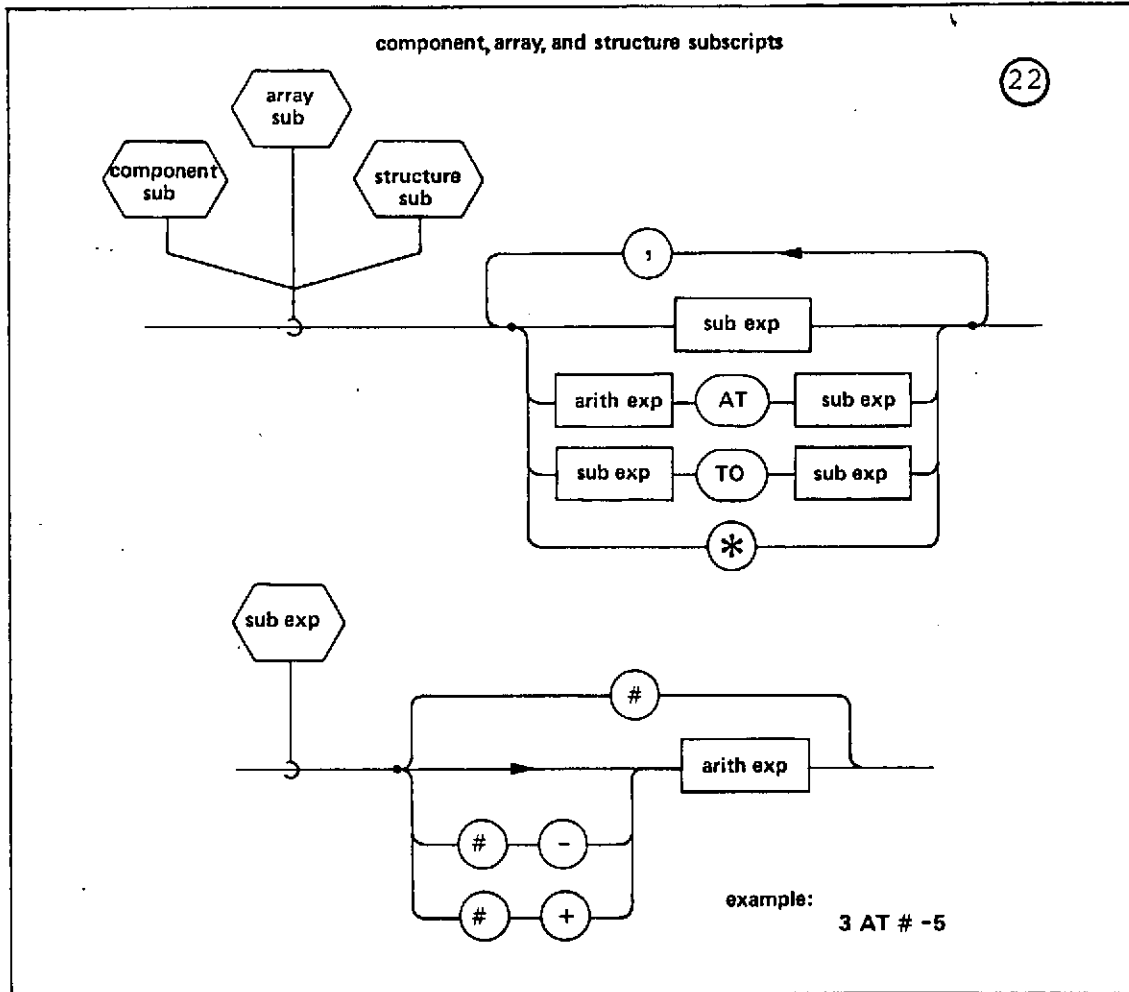 component, array, and structure subscripts
22
array
sub
component
sub
structure
sub
,
sub exp
arith exp AT sub exp
sub exp TO sub exp
*
sub exp
#
arith exp
# -
# +
example:
3 AT # -5